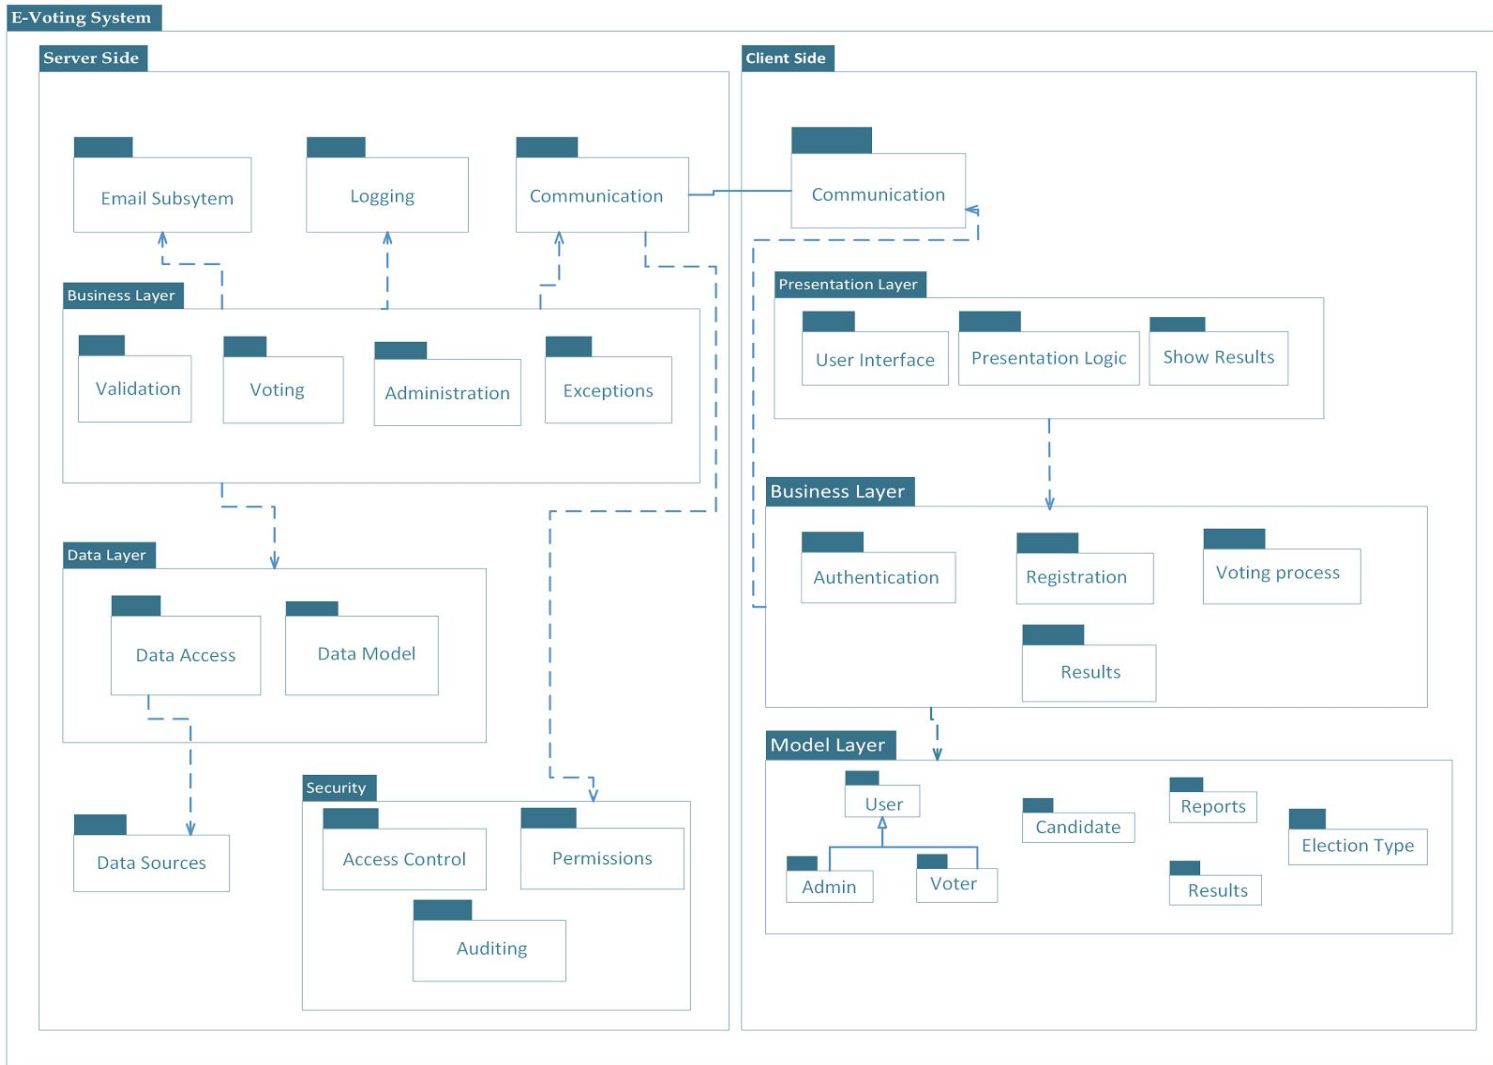 E-Voting System
Server Side
Email Subsytem
Logging
Communication
Business Layer
Validation
Voting
Administration
Exceptions
Data Layer
Data Access
Data Model
Data Sources
Security
Access Control
Permissions
Auditing
Client Side
Communication
Presentation Layer
User Interface
Presentation Logic
Show Results
Business Layer
Authentication
Registration
Voting process
Results
Model Layer
User
Admin
Voter
Candidate
Reports
Results
Election Type